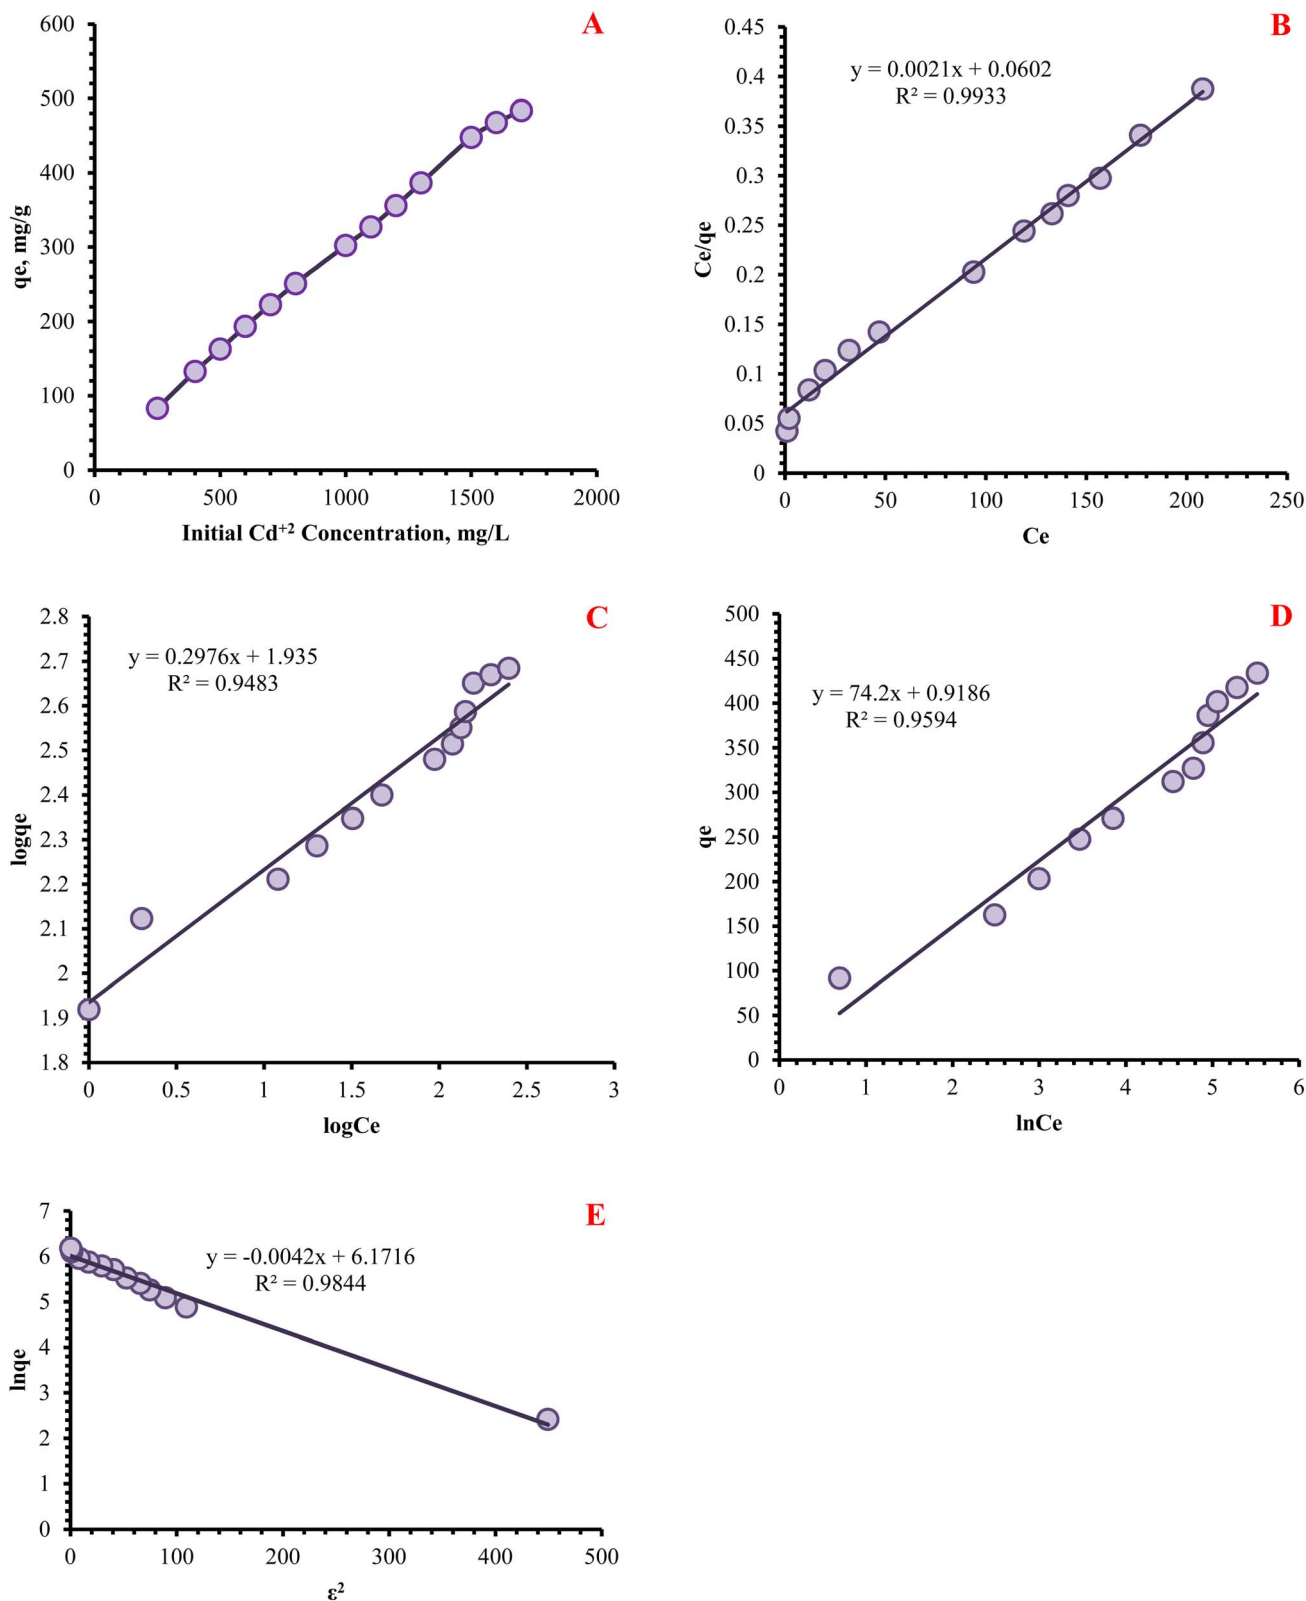 A
600
500
400
300
200
100
0
qe, mg/g
0 500 1000 1500 2000
Initial Cd⁺² Concentration, mg/L
B
y = 0.0021x + 0.0602
R² = 0.9933
0.45
0.4
0.35
0.3
0.25
0.2
0.15
0.1
0.05
0
Ce/qe
0 50 100 150 200 250
Ce
C
y = 0.2976x + 1.935
R² = 0.9483
2.8
2.7
2.6
2.5
2.4
2.3
2.2
2.1
2
1.9
1.8
logqe
0 0.5 1 1.5 2 2.5 3
logCe
D
y = 74.2x + 0.9186
R² = 0.9594
500
450
400
350
300
250
200
150
100
50
0
qe
0 1 2 3 4 5 6
lnCe
E
y = -0.0042x + 6.1716
R² = 0.9844
7
6
5
4
3
2
1
0
lnqe
0 100 200 300 400 500
ε²